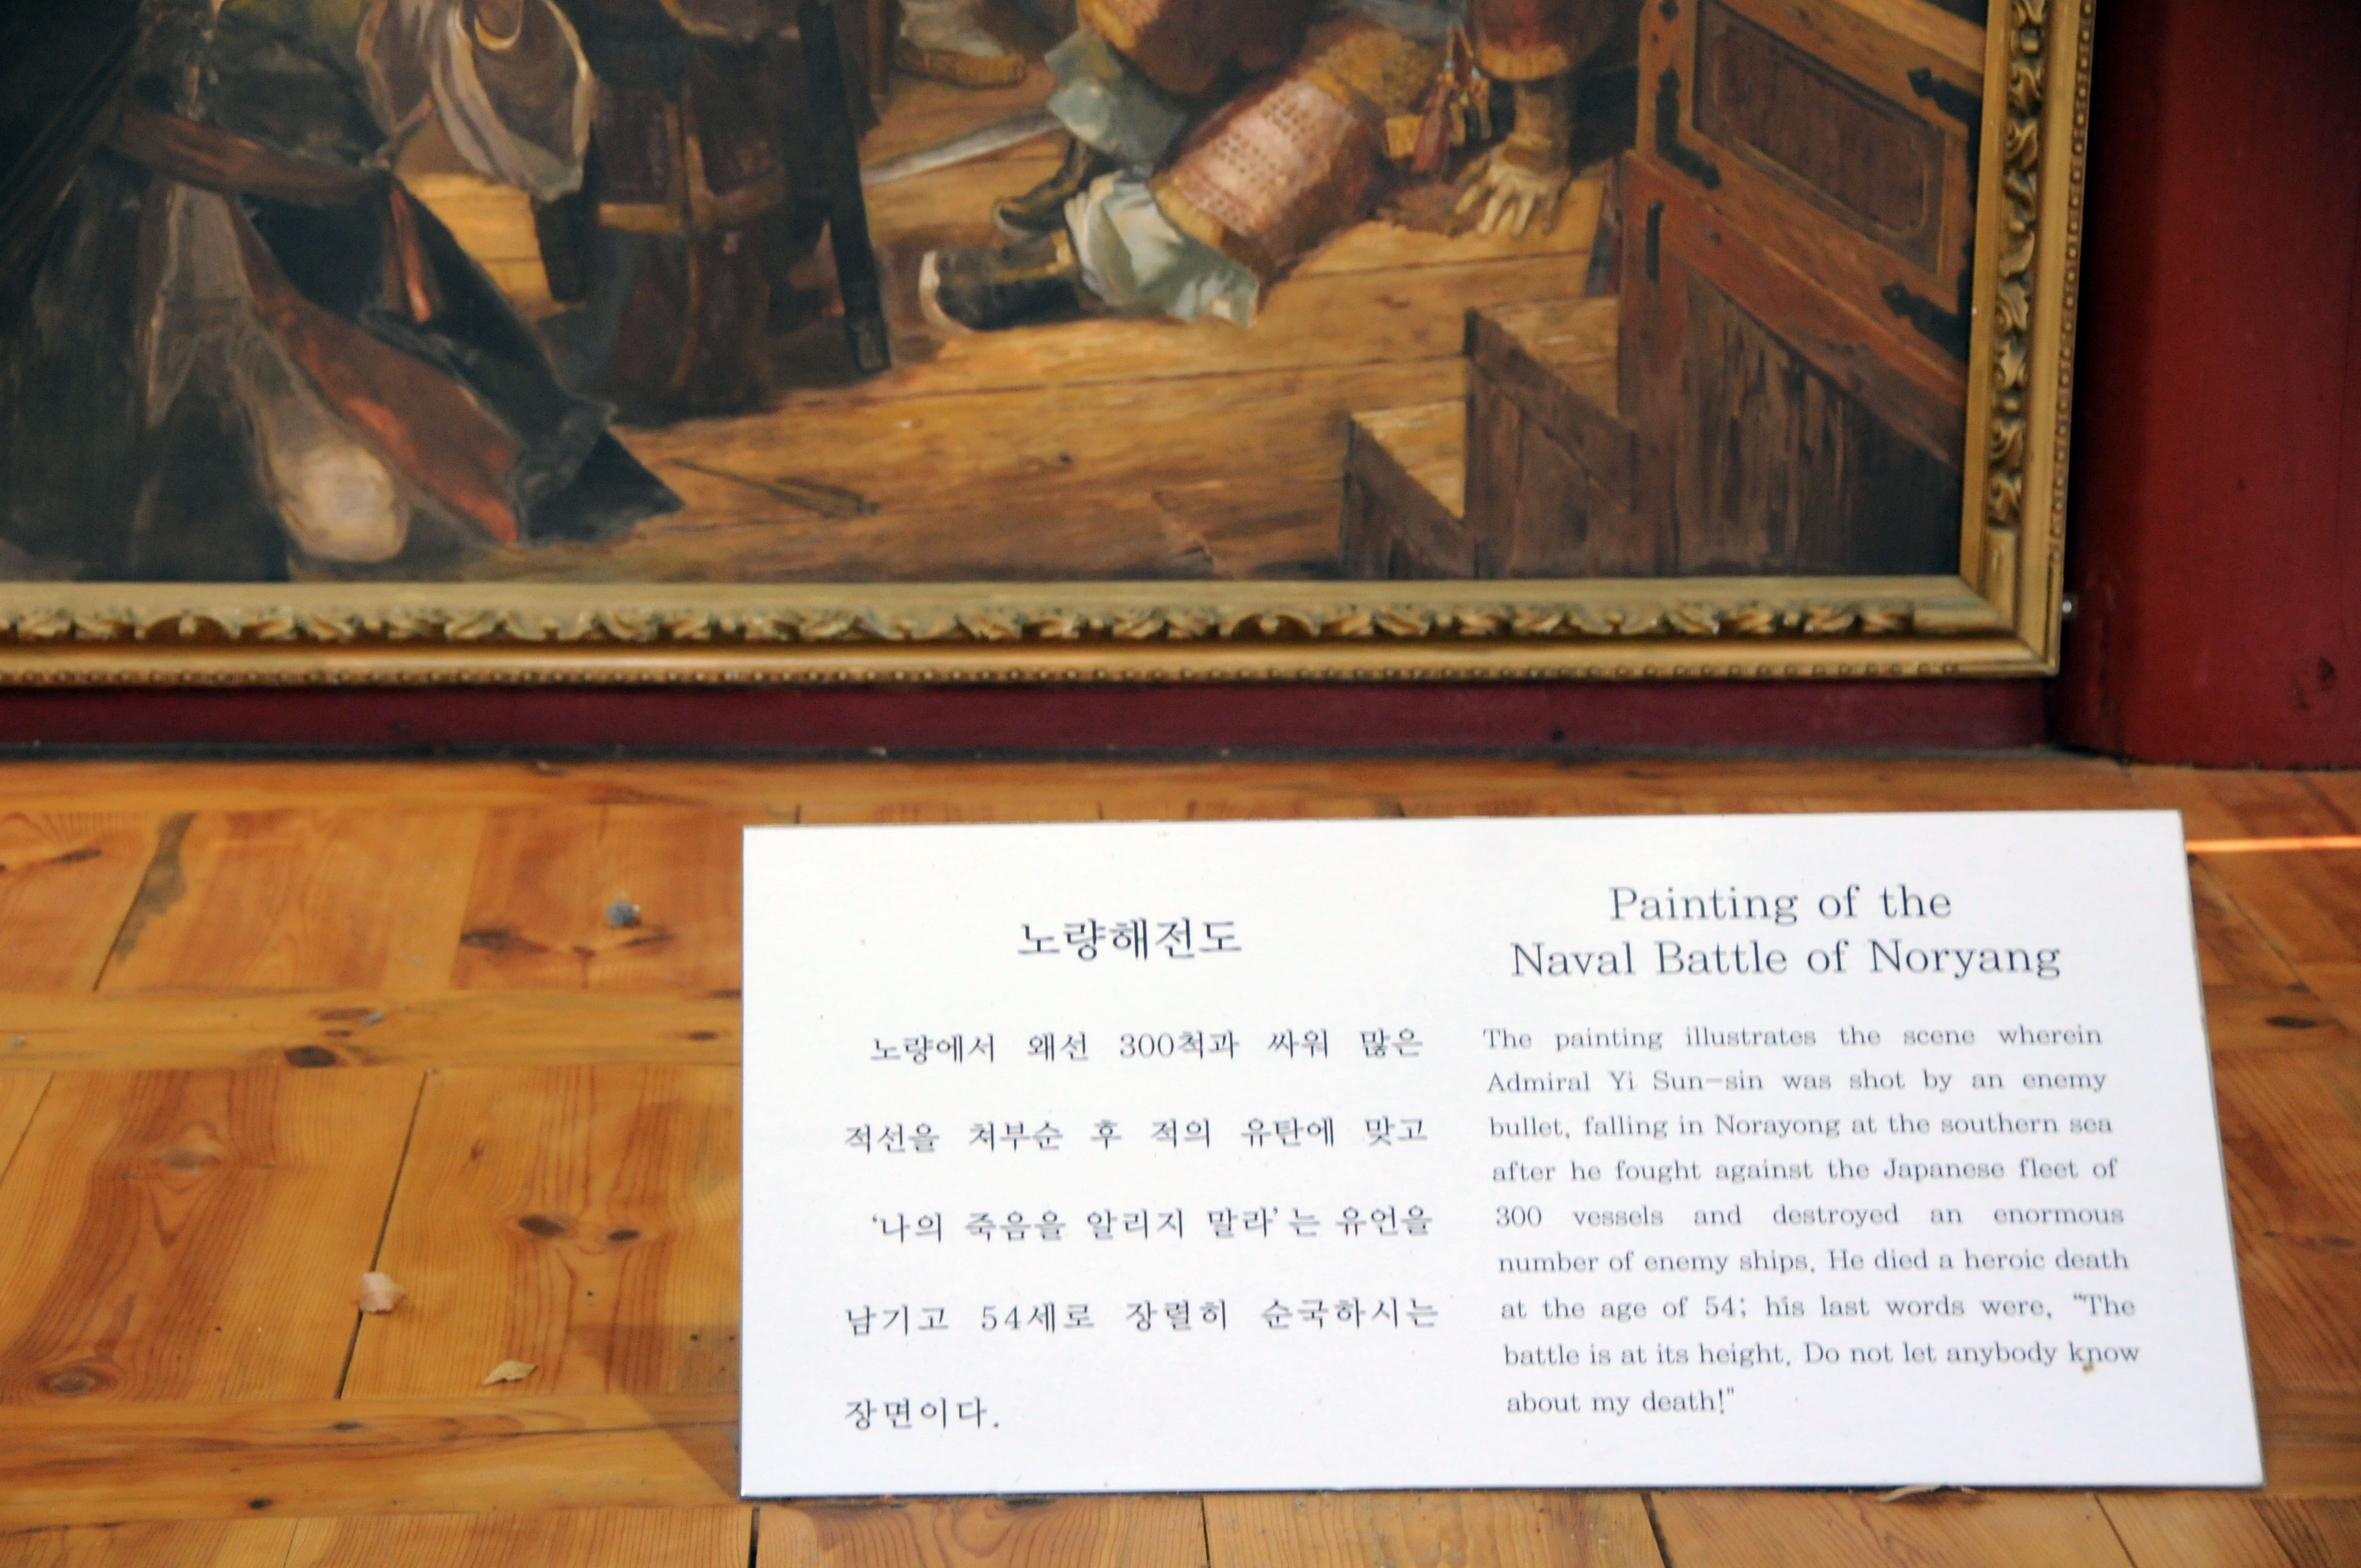 노량해전도
노량에서 왜선 300척과 싸워 많은
적선을 쳐부순 후 적의 유탄에 맞고
‘나의 죽음을 알리지 말라’는 유언을
남기고 54세로 장렬히 순국하시는
장면이다.
Painting of the
Naval Battle of Noryang
The painting illustrates the scene wherein
Admiral Yi Sun-sin was shot by an enemy
bullet, falling in Norayong at the southern sea
after he fought against the Japanese fleet of
300 vessels and destroyed an enormous
number of enemy ships. He died a heroic death
at the age of 54; his last words were, "The
battle is at its height. Do not let anybody know
about my death!"